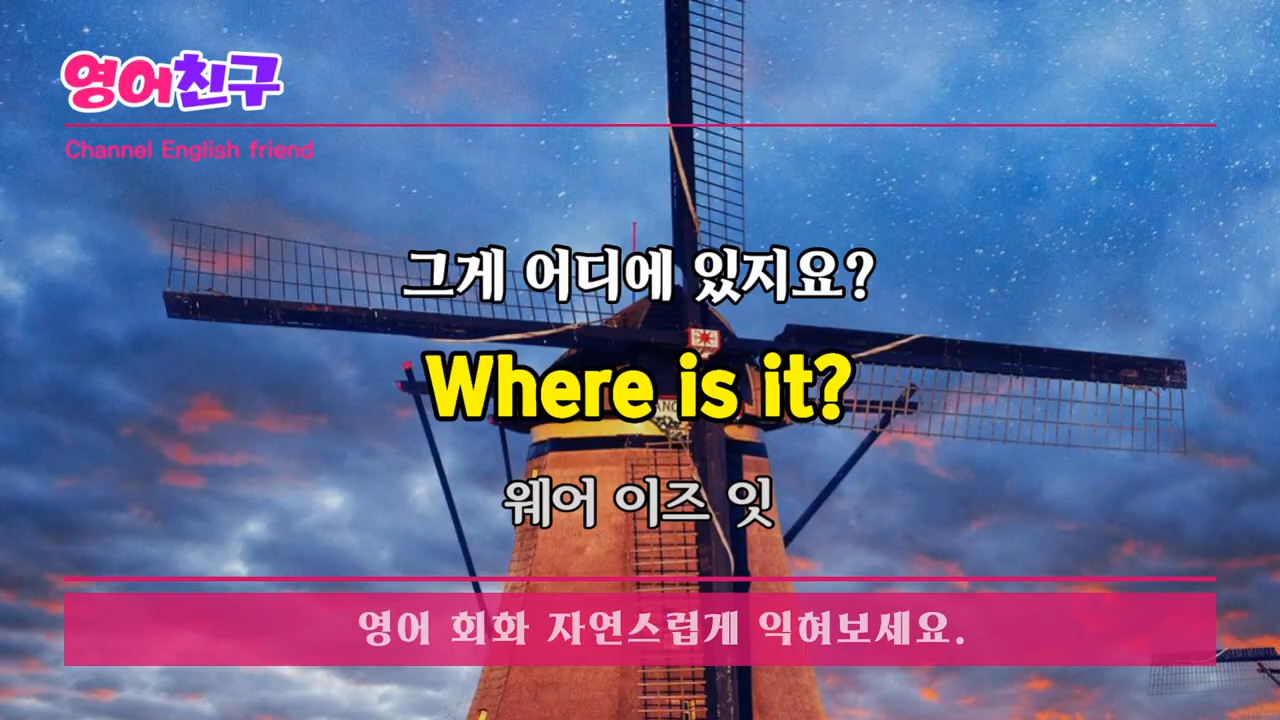 영어친구
Channel English friend
그게 어디에 있지요?
Where is it?
웨어 이즈 잇
영어 회화 자연스럽게 익혀보세요.